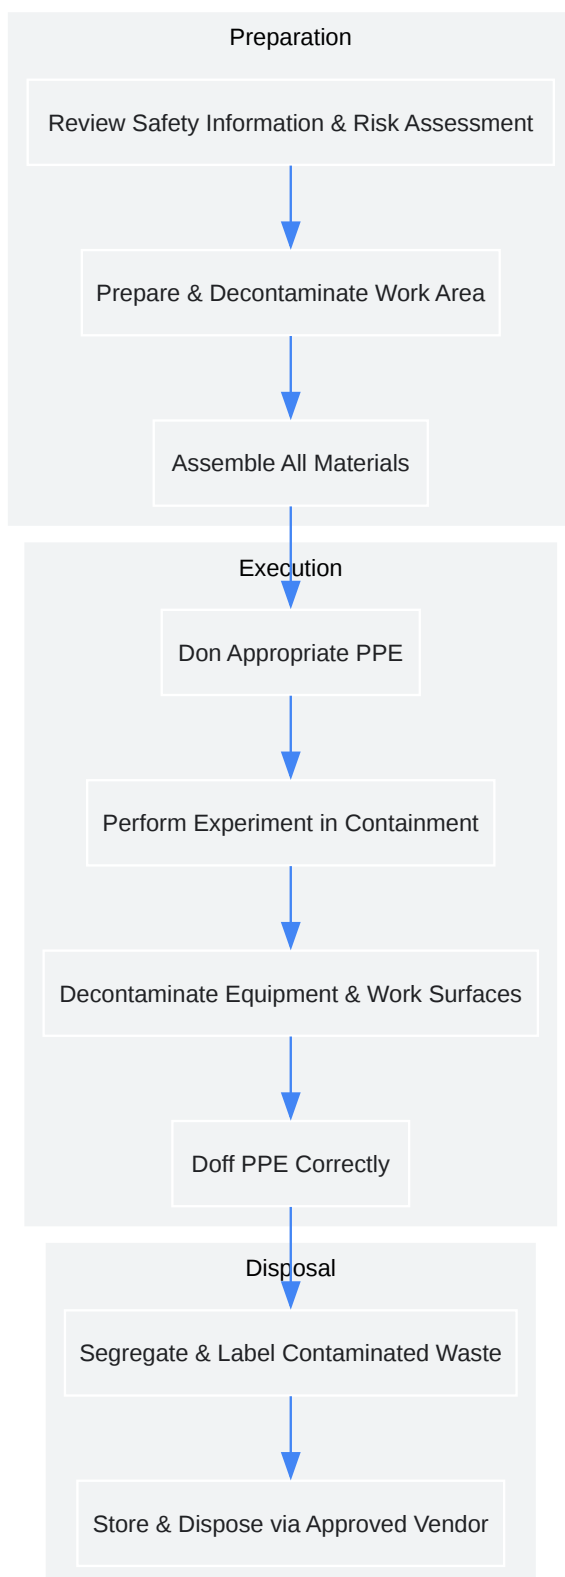 Preparation
Review Safety Information & Risk Assessment
Prepare & Decontaminate Work Area
Assemble All Materials
Execution
Don Appropriate PPE
Perform Experiment in Containment
Decontaminate Equipment & Work Surfaces
Doff PPE Correctly
Disposal
Segregate & Label Contaminated Waste
Store & Dispose via Approved Vendor